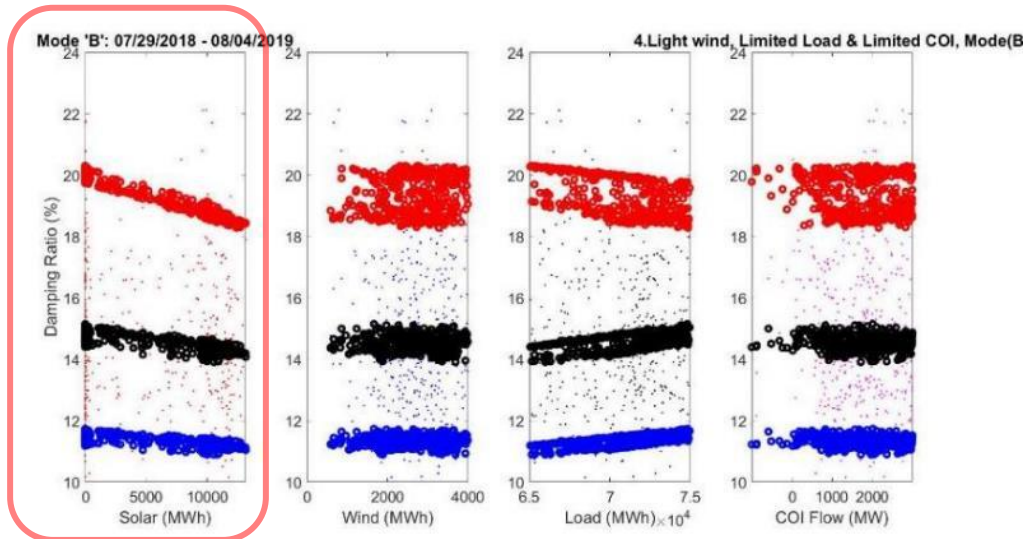 Mode 'B': 07/29/2018 - 08/04/2019
4.Light wind, Limited Load & Limited COI, Mode(B
Damping Ratio (%)
24
22
20
18
16
14
12
10
0 5000 10000
Solar (MWh)
24
22
20
18
16
14
12
10
0 2000 4000
Wind (MWh)
24
22
20
18
16
14
12
10
6.5 7 7.5
Load (MWh)×10⁴
24
22
20
18
16
14
12
10
0 1000 2000
COI Flow (MW)